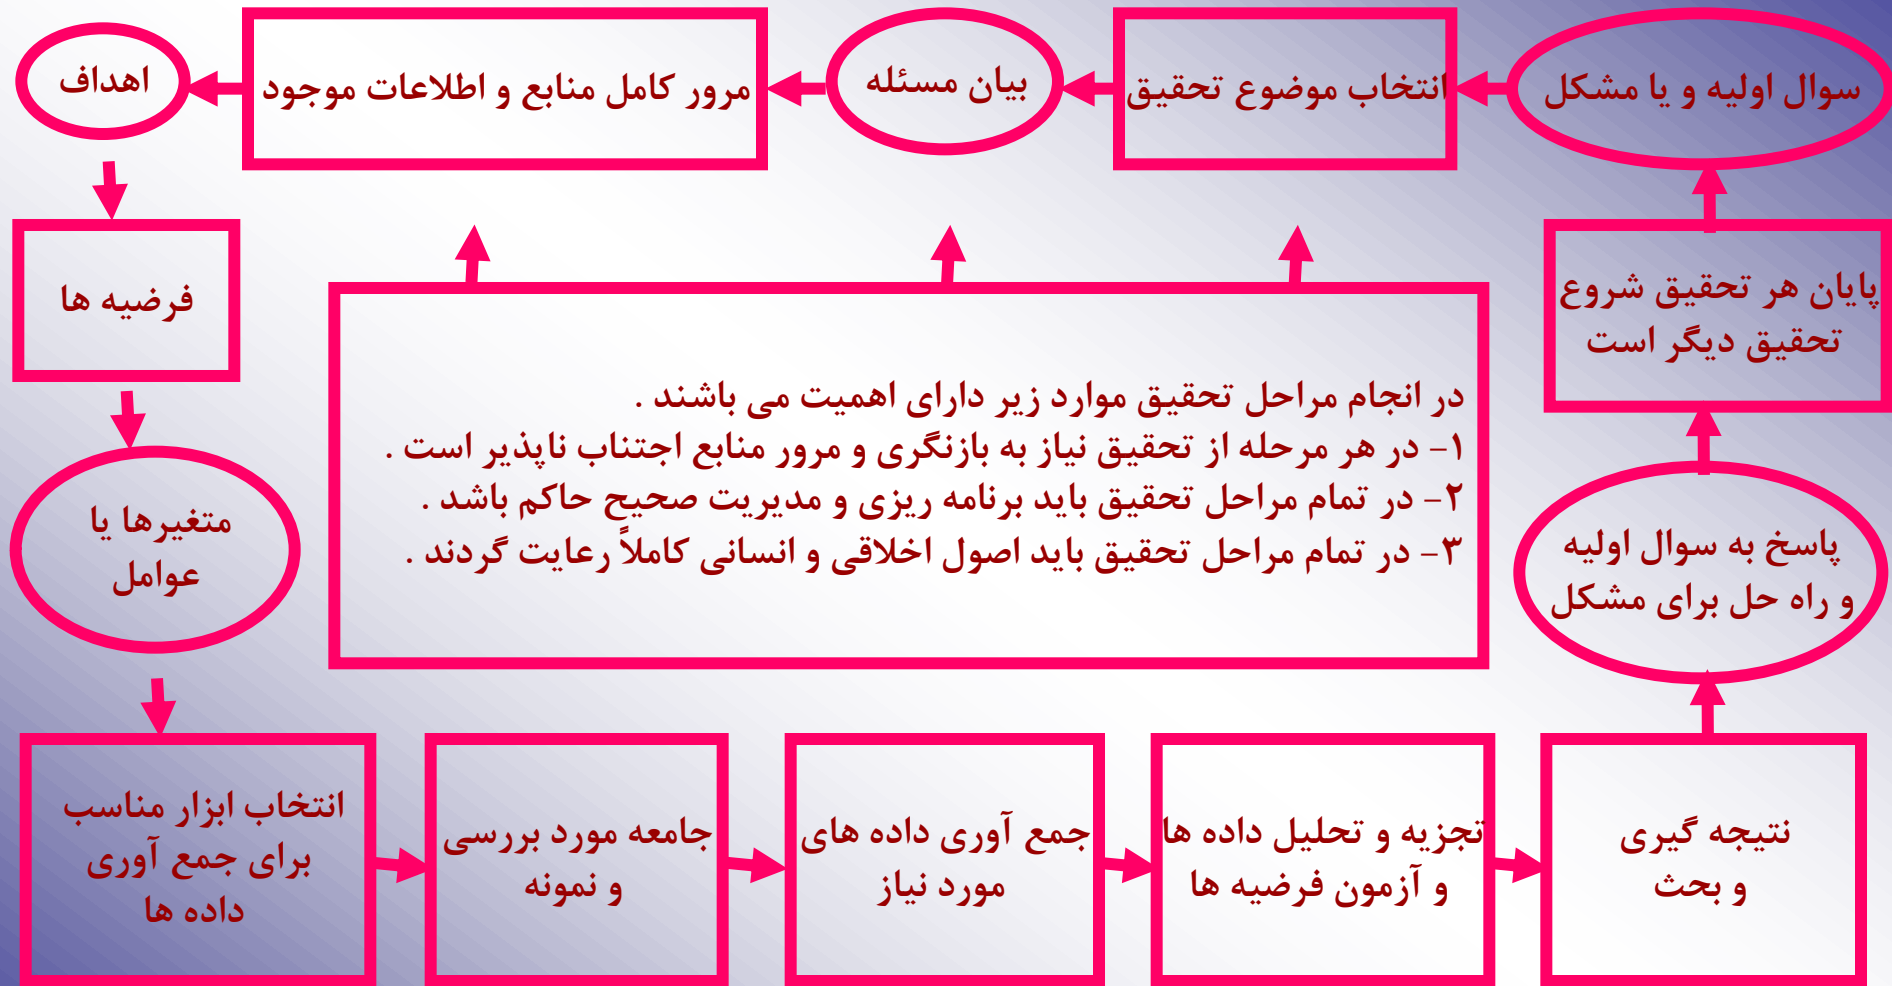 سوال اولیه و یا مشکل
انتخاب موضوع تحقیق
بیان مسئله
مرور کامل منابع و اطلاعات موجود
اهداف
فرضیه ها
متغیرها یا
عوامل
انتخاب ابزار مناسب
برای جمع آوری
داده ها
جامعه مورد بررسی
و نمونه
جمع آوری داده های
مورد نیاز
تجزیه و تحلیل داده ها
و آزمون فرضیه ها
نتیجه گیری
و بحث
پاسخ به سوال اولیه
و راه حل برای مشکل
پایان هر تحقیق شروع
تحقیق دیگر است
در انجام مراحل تحقیق موارد زیر دارای اهمیت می باشند .
۱- در هر مرحله از تحقیق نیاز به بازنگری و مرور منابع اجتناب ناپذیر است .
۲- در تمام مراحل تحقیق باید برنامه ریزی و مدیریت صحیح حاکم باشد .
۳- در تمام مراحل تحقیق باید اصول اخلاقی و انسانی کاملاً رعایت گردند .